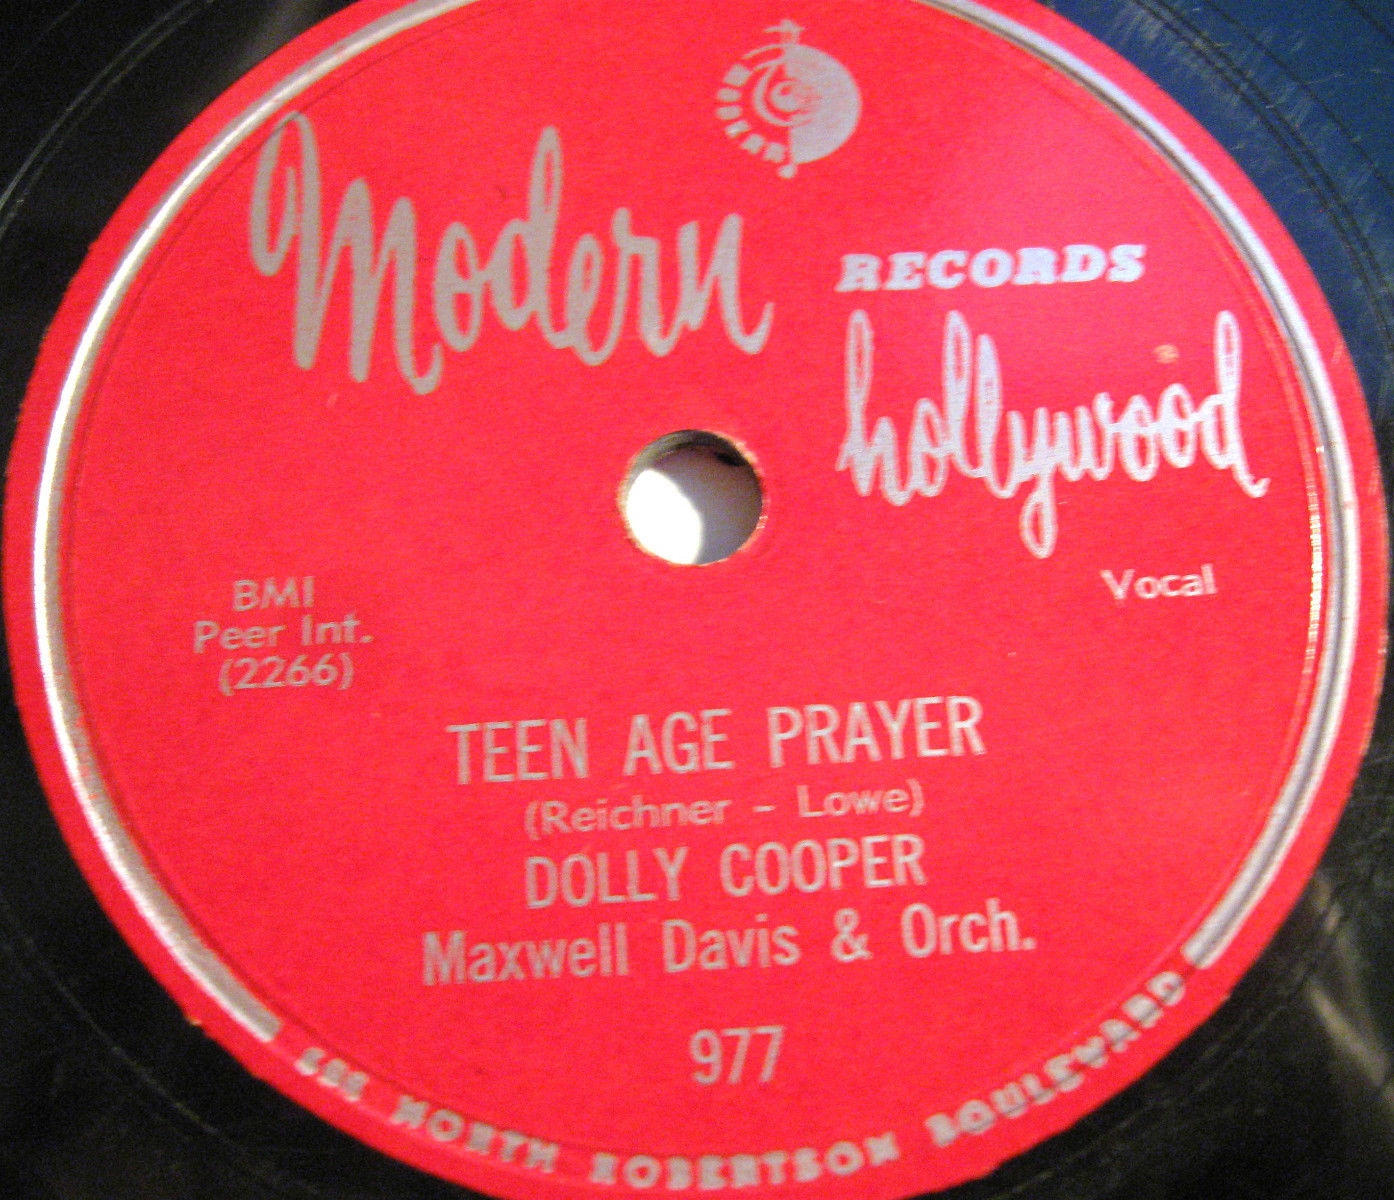 MODERN
Modern
RECORDS
hollywood
BMI
Peer Int.
(2266)
Vocal
TEEN AGE PRAYER
(Reichner - Lowe)
DOLLY COOPER
Maxwell Davis & Orch.
977
NORTH ROBERTSON BOULEVARD